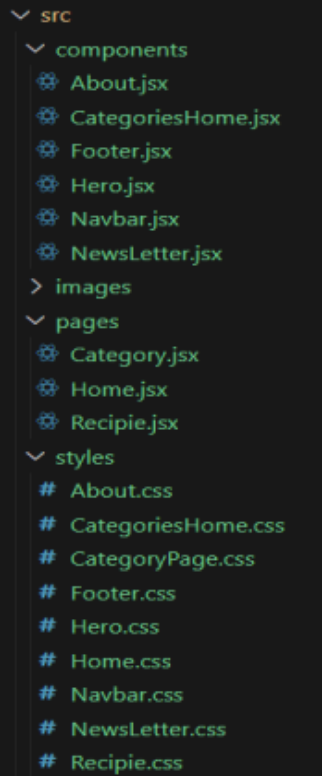 src
components
About.jsx
CategoriesHome.jsx
Footer.jsx
Hero.jsx
Navbar.jsx
NewsLetter.jsx
images
pages
Category.jsx
Home.jsx
Recipie.jsx
styles
# About.css
# CategoriesHome.css
# CategoryPage.css
# Footer.css
# Hero.css
# Home.css
# Navbar.css
# NewsLetter.css
# Recipie.css